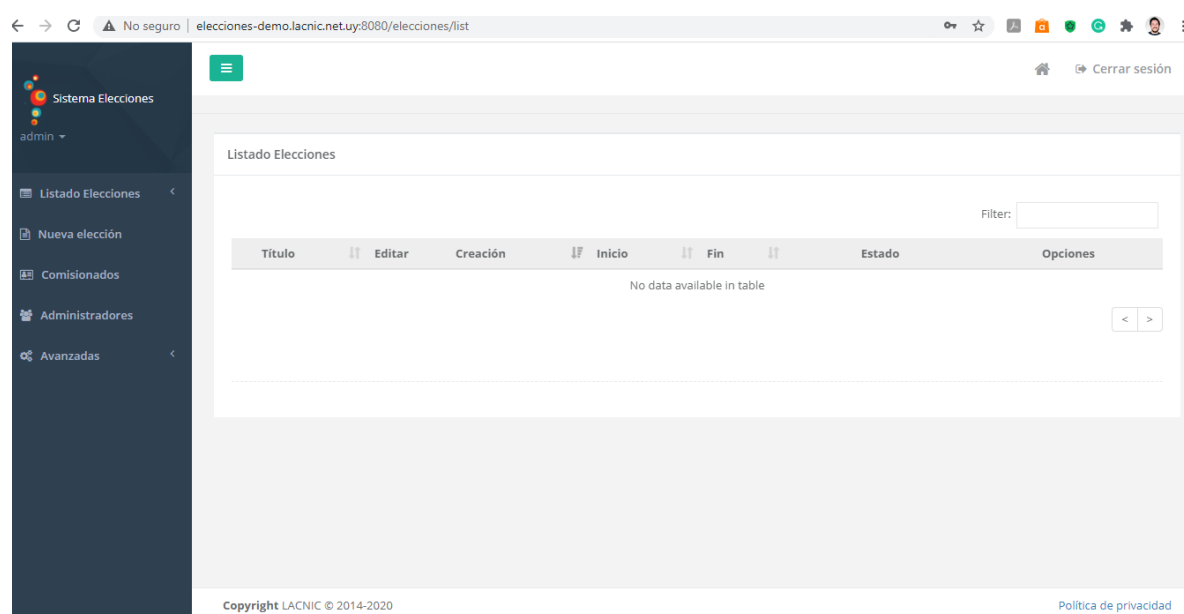 No seguro | elecciones-demo.lacnic.net.uy:8080/elecciones/list
Sistema Elecciones
admin
Cerrar sesión
Listado Elecciones
Nueva elección
Comisionados
Administradores
Avanzadas
Listado Elecciones
Filter:
Título Editar Creación Inicio Fin Estado Opciones
No data available in table
< >
Copyright LACNIC © 2014-2020
Política de privacidad